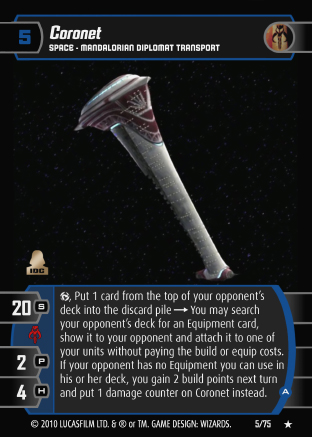 5
Coronet
SPACE - MANDALORIAN DIPLOMAT TRANSPORT
IDC
20 S
2 P
4 H
, Put 1 card from the top of your opponent's
deck into the discard pile → You may search
your opponent's deck for an Equipment card,
show it to your opponent and attach it to one of
your units without paying the build or equip costs.
If your opponent has no Equipment you can use in
his or her deck, you gain 2 build points next turn
and put 1 damage counter on Coronet instead.
A
© 2010 LUCASFILM LTD. & ® or TM. GAME DESIGN: WIZARDS. 5/75 ★